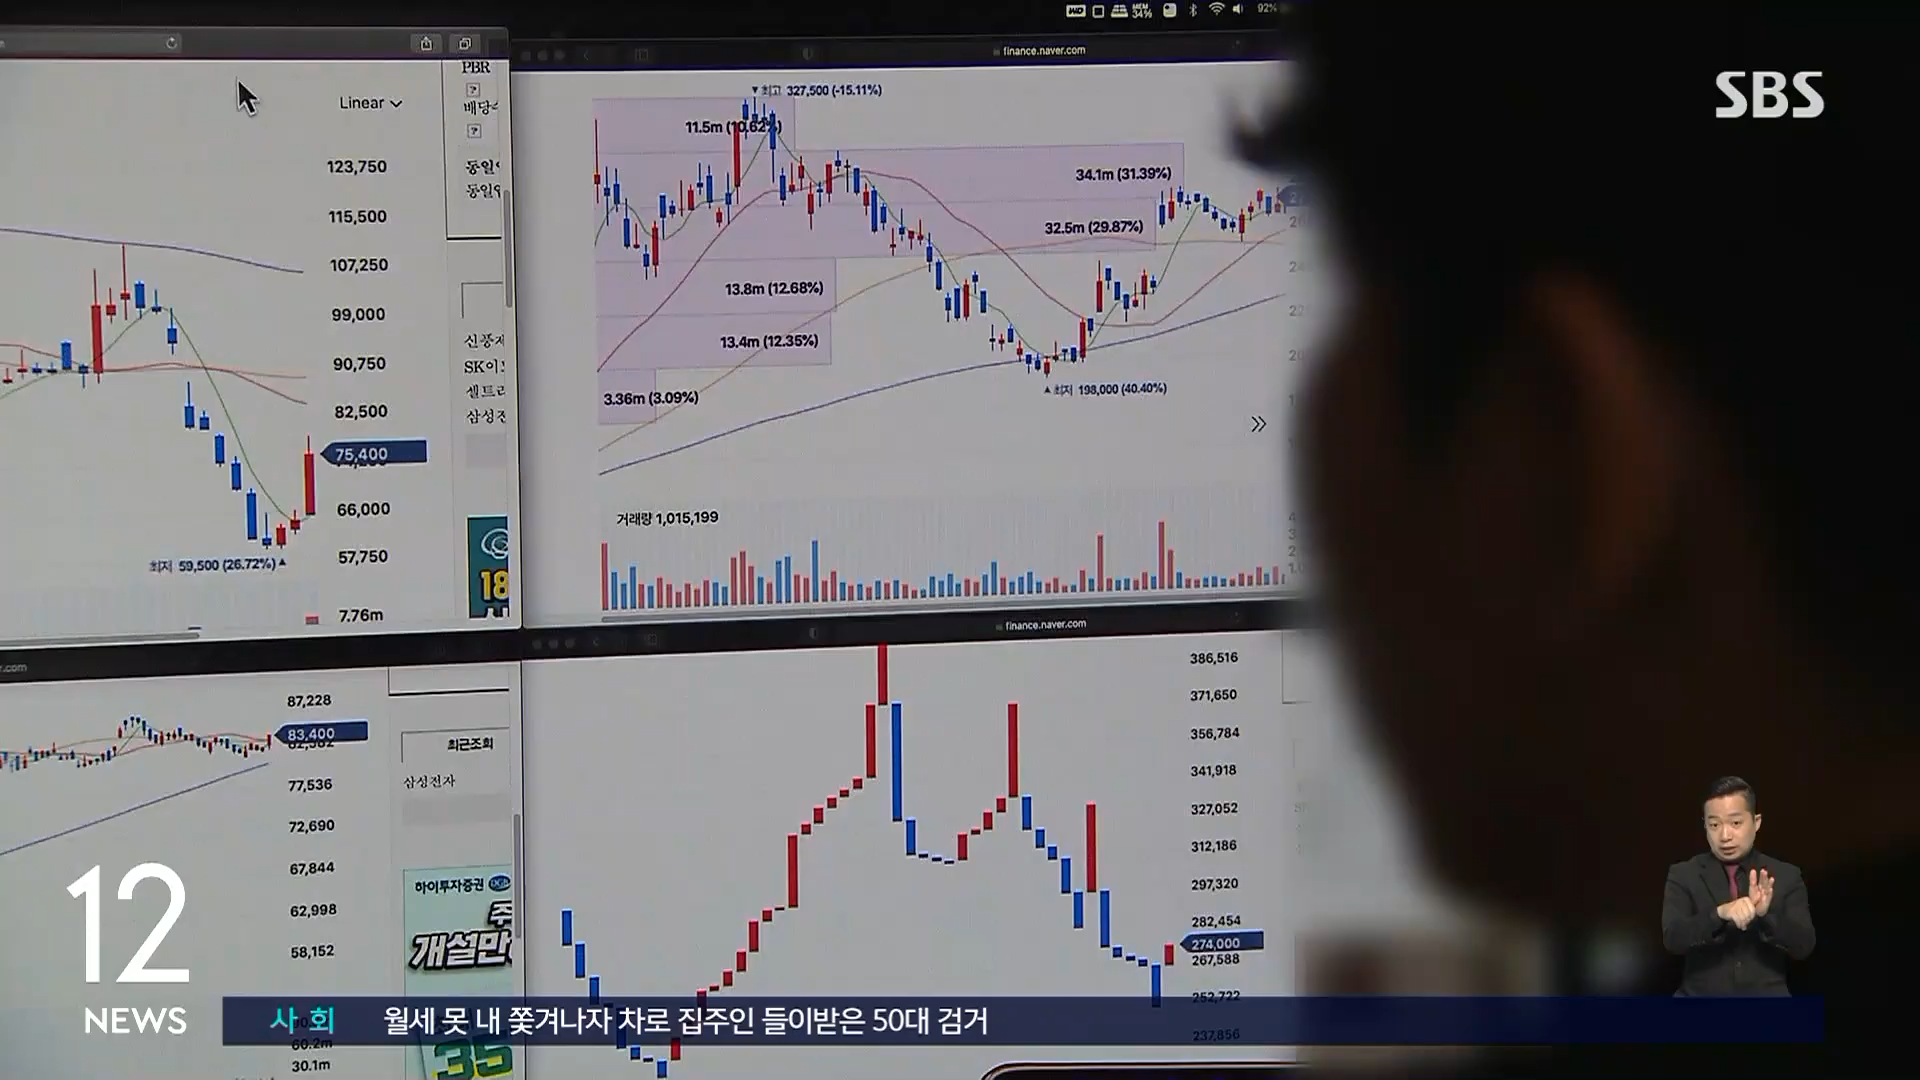 34%
92%
finance.naver.com
SBS
Linear
PBR
?
?
123,750
115,500
107,250
99,000
90,750
82,500
75,400
66,000
57,750
최저 59,500 (26.72%)▲
7.76m
▼최고 327,500 (-15.11%)
11.5m (10.62%)
34.1m (31.39%)
32.5m (29.87%)
13.8m (12.68%)
13.4m (12.35%)
3.36m (3.09%)
▲최저 198,000 (40.40%)
거래량 1,015,199
18
finance.naver.com
87,228
83,400
77,536
72,690
67,844
62,998
58,152
60.2m
30.1m
최근조회
삼성전자
하이투자증권
개설만
35
386,516
371,650
356,784
341,918
327,052
312,186
297,320
282,454
274,000
267,588
252,722
237,856
12
NEWS
사회 월세 못 내 쫓겨나자 차로 집주인 들이받은 50대 검거